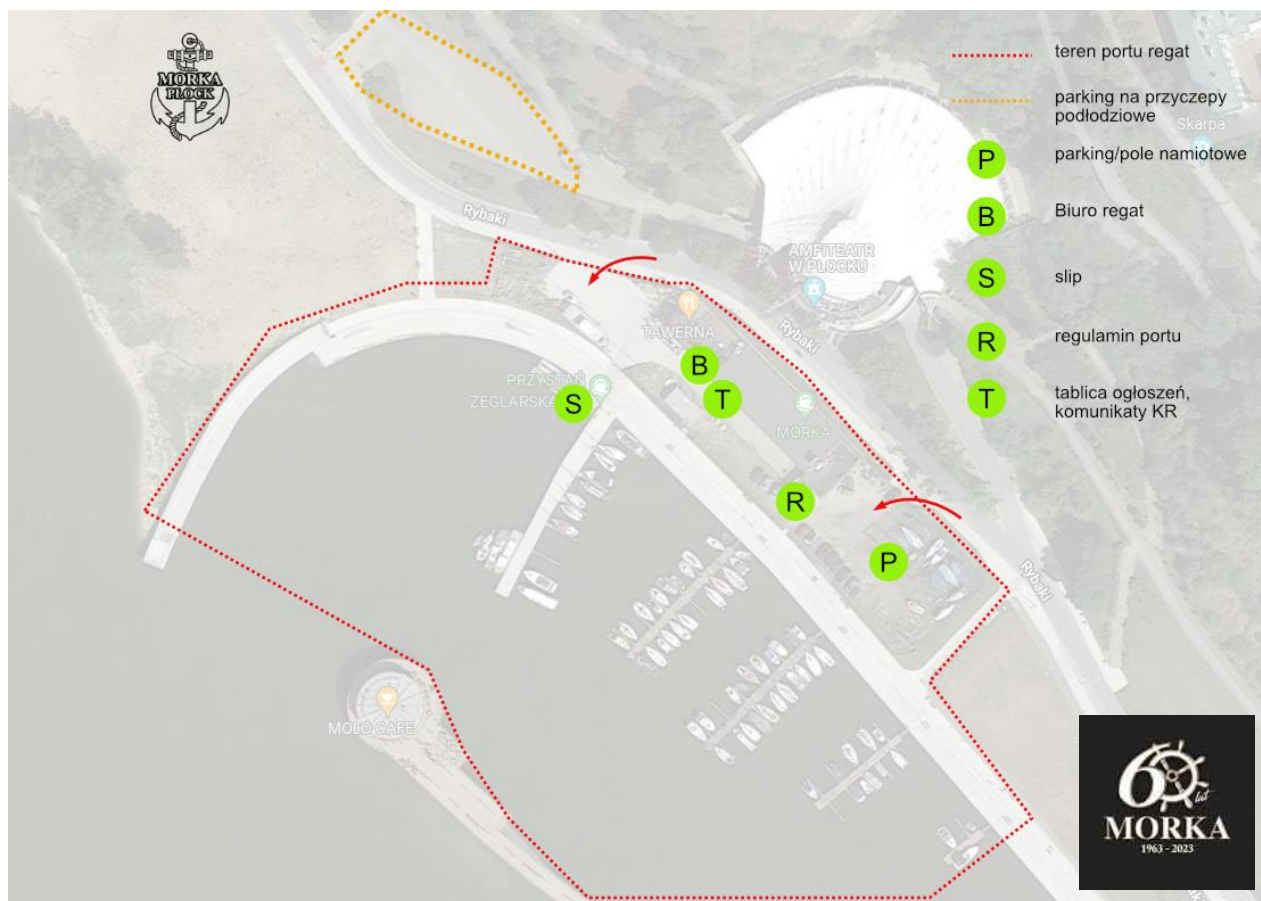 MORKA
PŁOCK
teren portu regat
parking na przyczepy
podłodziowe
Skarpa
P
parking/pole namiotowe
B
Biuro regat
S
slip
R
regulamin portu
T
tablica ogłoszeń,
komunikaty KR
Rybaki
AMFITEATR
W PŁOCKU
TAWERNA
Rybaki
B
T
PRZYSTAŃ
ŻEGLARSKA
S
MORKA
R
P
Rybaki
MOLO CAFE
60
lat
MORKA
1963 - 2023